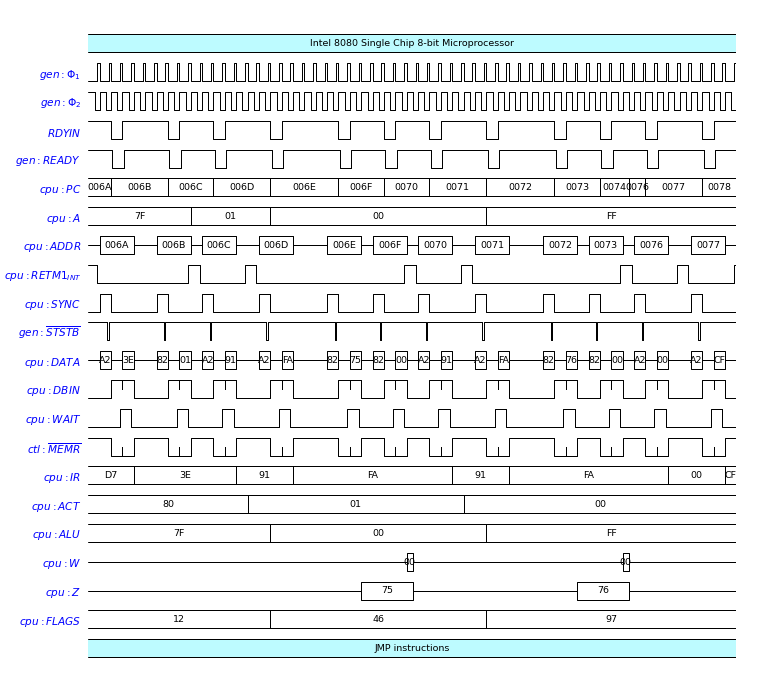 Intel 8080 Single Chip 8-bit Microprocessor
gen : Φ1
gen : Φ2
RDYIN
gen : READY
cpu : PC 006A 006B 006C 006D 006E 006F 0070 0071 0072 0073 0074 0076 0077 0078
cpu : A 7F 01 00 FF
cpu : ADDR 006A 006B 006C 006D 006E 006F 0070 0071 0072 0073 0076 0077
cpu : RETM1INT
cpu : SYNC
gen : STSTB
cpu : DATA A2 3E 82 01 A2 91 A2 FA 82 75 82 00 A2 91 A2 FA 82 76 82 00 A2 00 A2 CF
cpu : DBIN
cpu : WAIT
ctl : MEMR
cpu : IR D7 3E 91 FA 91 FA 00 CF
cpu : ACT 80 01 00
cpu : ALU 7F 00 FF
cpu : W 00 00
cpu : Z 75 76
cpu : FLAGS 12 46 97
JMP instructions